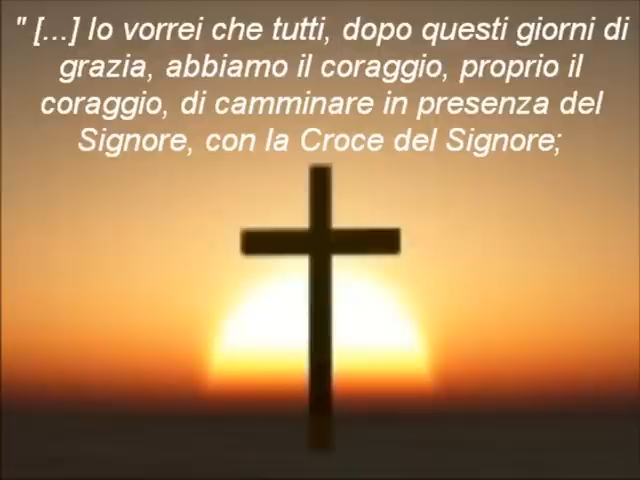 " [...] Io vorrei che tutti, dopo questi giorni di
grazia, abbiamo il coraggio, proprio il
coraggio, di camminare in presenza del
Signore, con la Croce del Signore;